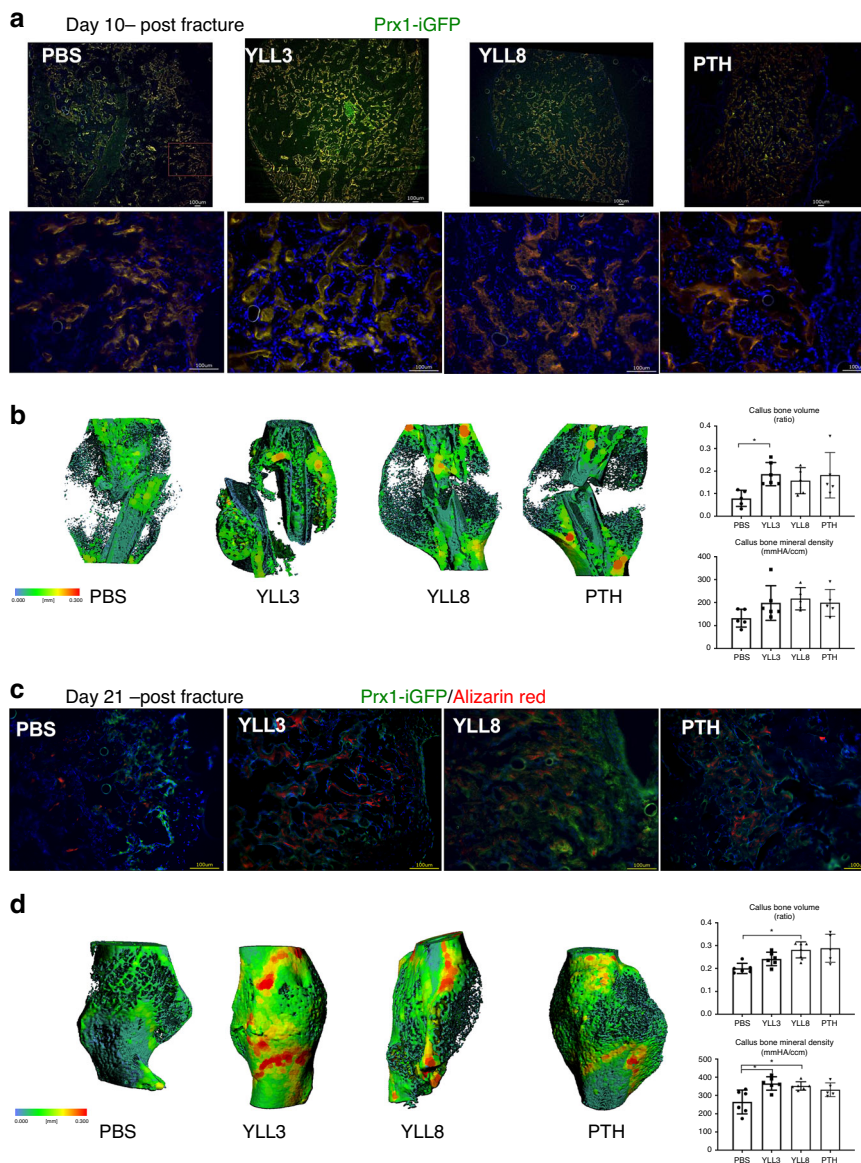 a
Day 10– post fracture
Prx1-iGFP
PBS
YLL3
YLL8
PTH
100um
100um
100um
100um
100um
100um
100um
100um
b
0.000 [mm] 0.300
PBS
YLL3
YLL8
PTH
Callus bone volume
(ratio)
0.4
0.3
0.2
0.1
0.0
*
PBS YLL3 YLL8 PTH
Callus bone mineral density
(mmHA/ccm)
400
300
200
100
0
PBS YLL3 YLL8 PTH
c
Day 21 –post fracture
Prx1-iGFP/Alizarin red
PBS
YLL3
YLL8
PTH
100um
100um
100um
100um
d
0.000 [mm] 0.300
PBS
YLL3
YLL8
PTH
Callus bone volume
(ratio)
0.4
0.3
0.2
0.1
0.0
*
PBS YLL3 YLL8 PTH
Callus bone mineral density
(mmHA/ccm)
500
400
300
200
100
0
*
*
PBS YLL3 YLL8 PTH